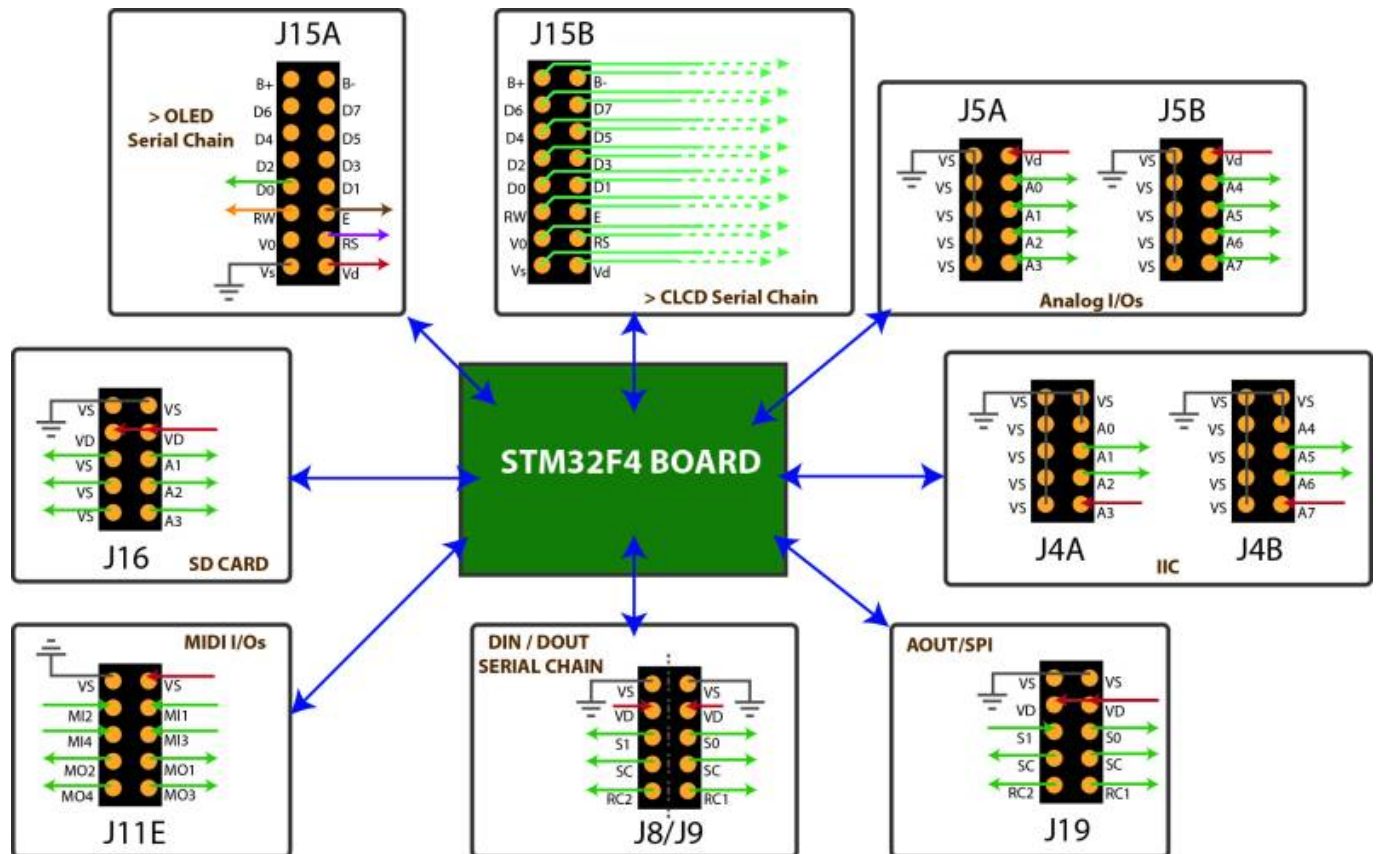 J15A
B+ B-
D6 D7
> OLED
Serial Chain
D4 D5
D2 D3
D0 D1
RW E
V0 RS
Vs Vd
J15B
B+ B-
D6 D7
D4 D5
D2 D3
D0 D1
RW E
V0 RS
Vs Vd
> CLCD Serial Chain
J5A
VS Vd
VS A0
VS A1
VS A2
VS A3
J5B
VS Vd
VS A4
VS A5
VS A6
VS A7
Analog I/Os
VS VS
VD VD
VS A1
VS A2
VS A3
J16
SD CARD
STM32F4 BOARD
VS VS
VS A0
VS A1
VS A2
VS A3
J4A
VS VS
VS A4
VS A5
VS A6
VS A7
J4B
IIC
MIDI I/Os
VS VS
MI2 MI1
MI4 MI3
MO2 MO1
MO4 MO3
J11E
DIN / DOUT
SERIAL CHAIN
VS VS
VD VD
S1 S0
SC SC
RC2 RC1
J8/J9
AOUT/SPI
VS VS
VD VD
S1 S0
SC SC
RC2 RC1
J19